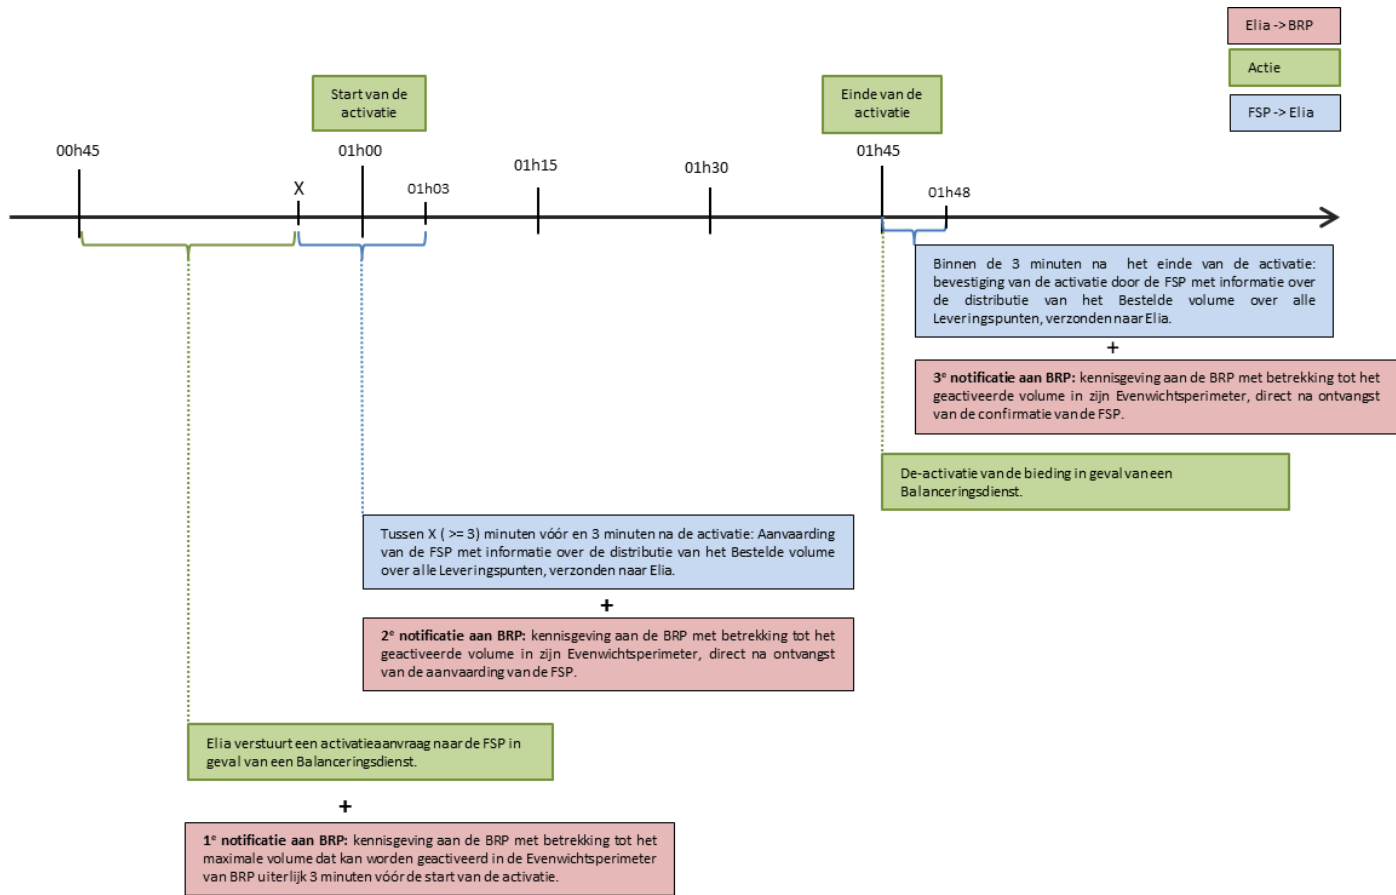 Elia -> BRP
Actie
FSP -> Elia
Start van de
activatie
Einde van de
activatie
00h45
X
01h00
01h03
01h15
01h30
01h45
01h48
Binnen de 3 minuten na het einde van de activatie:
bevestiging van de activatie door de FSP met informatie over
de distributie van het Bestelde volume over alle
Leveringspunten, verzonden naar Elia.
+
3e notificatie aan BRP: kennisgeving aan de BRP met betrekking tot het
geactiveerde volume in zijn Evenwichtsperimeter, direct na ontvangst
van de confirmatie van de FSP.
De-activatie van de bieding in geval van een
Balanceringsdienst.
Tussen X ( >= 3) minuten vóór en 3 minuten na de activatie: Aanvaarding
van de FSP met informatie over de distributie van het Bestelde volume
over alle Leveringspunten, verzonden naar Elia.
+
2e notificatie aan BRP: kennisgeving aan de BRP met betrekking tot het
geactiveerde volume in zijn Evenwichtsperimeter, direct na ontvangst
van de aanvaarding van de FSP.
Elia verstuurt een activatieaanvraag naar de FSP in
geval van een Balanceringsdienst.
+
1e notificatie aan BRP: kennisgeving aan de BRP met betrekking tot het
maximale volume dat kan worden geactiveerd in de Evenwichtsperimeter
van BRP uiterlijk 3 minuten vóór de start van de activatie.